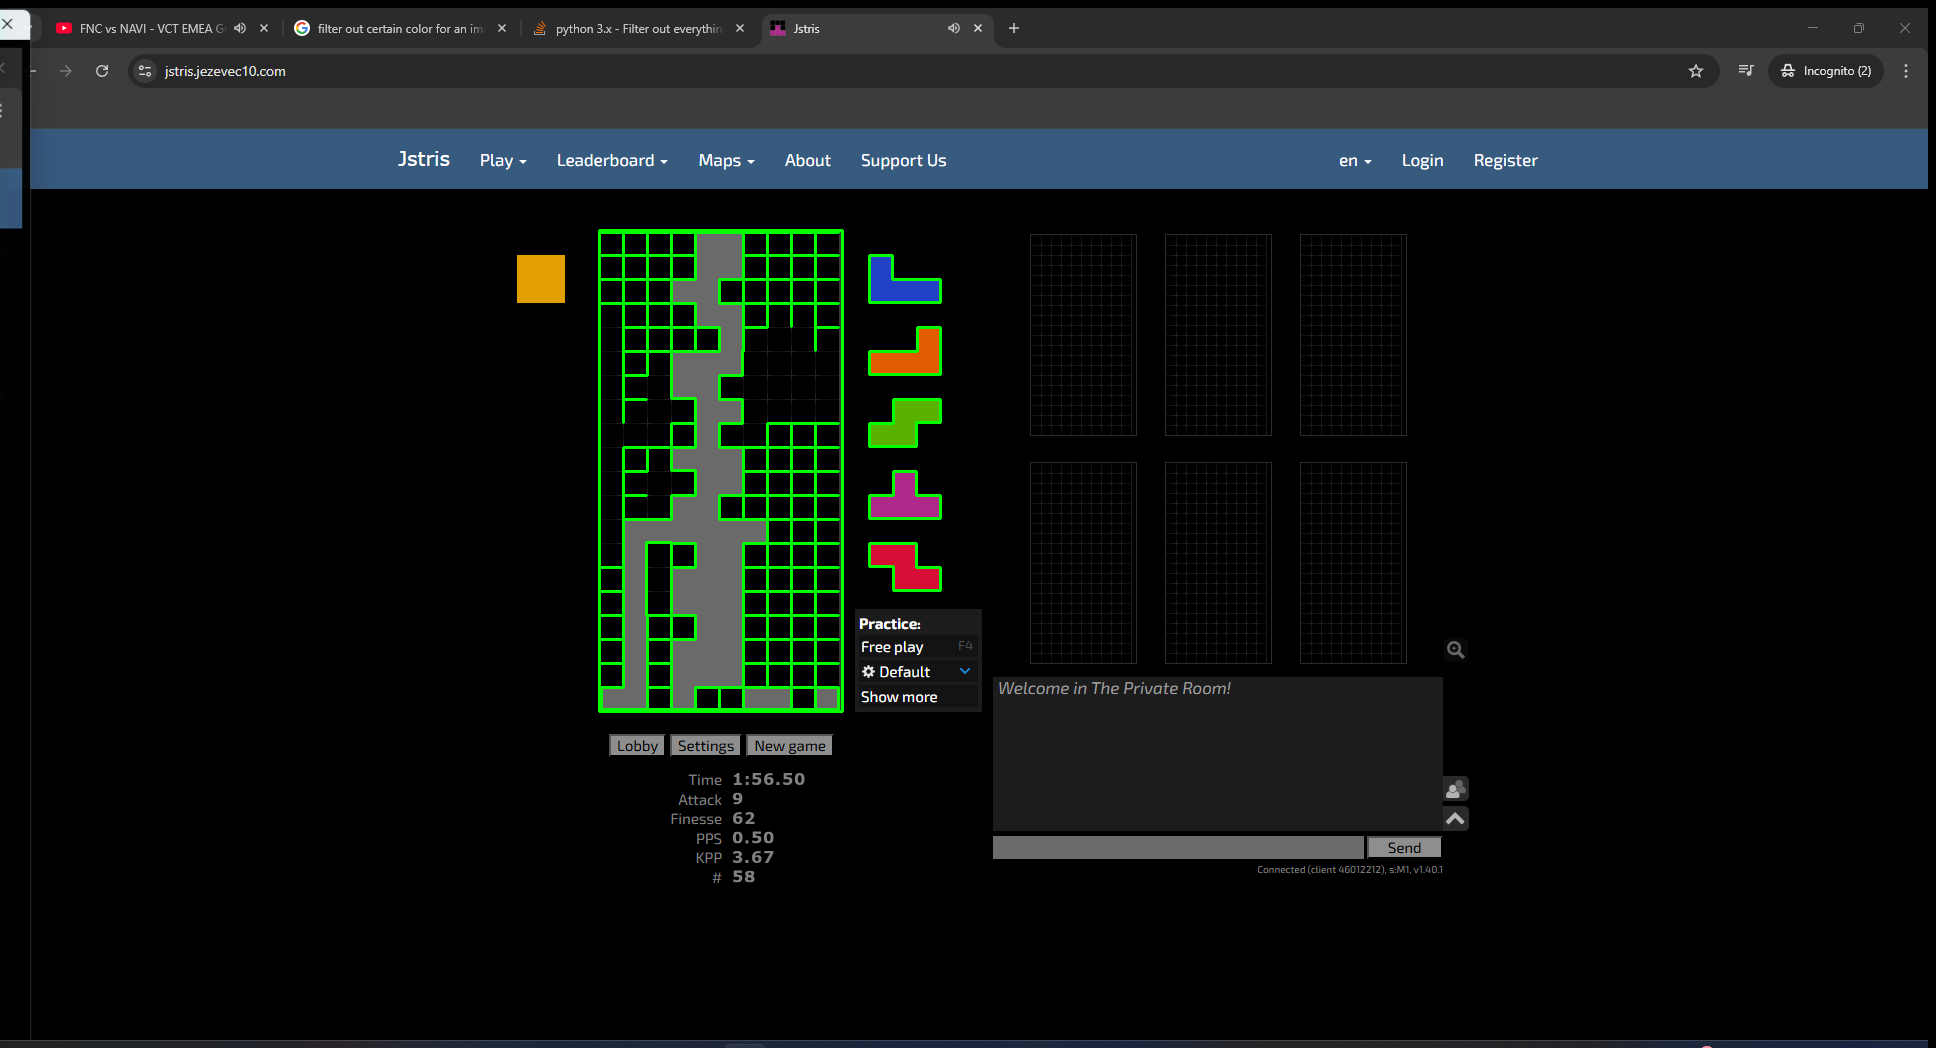 FNC vs NAVI - VCT EMEA G
filter out certain color for an im
python 3.x - Filter out everythin
Jstris
jstris.jezevec10.com
Incognito (2)
Jstris
Play
Leaderboard
Maps
About
Support Us
en
Login
Register
Practice:
Free play F4
Default
Show more
Welcome in The Private Room!
Lobby
Settings
New game
Time 1:56.50
Attack 9
Finesse 62
PPS 0.50
KPP 3.67
# 58
Send
Connected (client 46012212), s:M1, v1.40.1